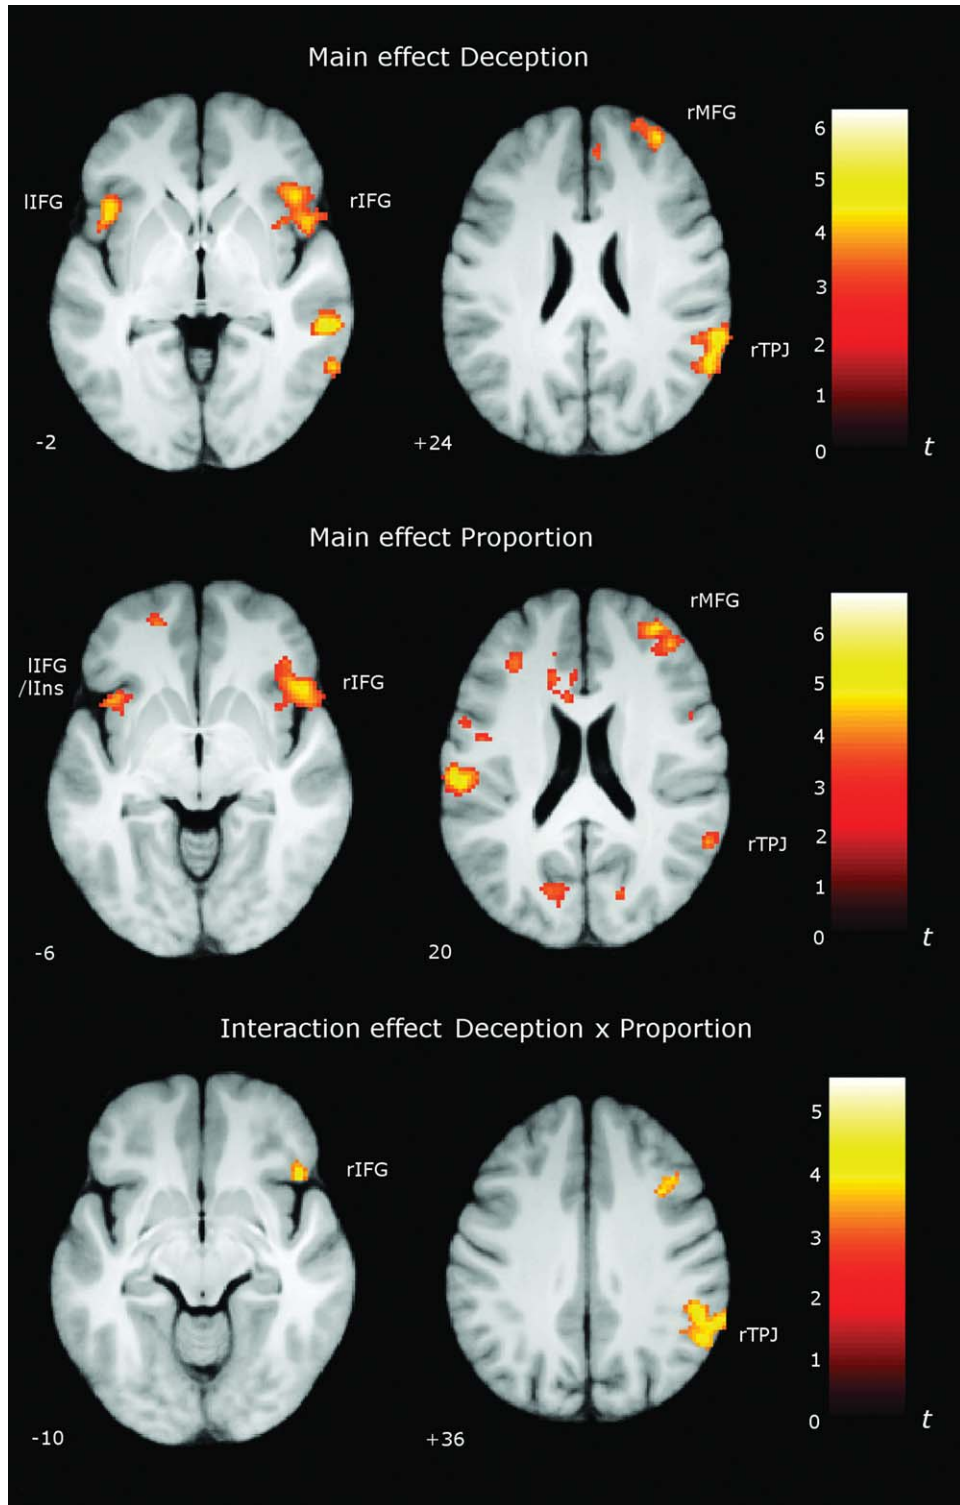 Main effect Deception
rMFG
lIFG
rIFG
rTPJ
-2
+24
6
5
4
3
2
1
0
t
Main effect Proportion
rMFG
lIFG
/lIns
rIFG
rTPJ
-6
20
6
5
4
3
2
1
0
t
Interaction effect Deception x Proportion
rIFG
rTPJ
-10
+36
5
4
3
2
1
0
t